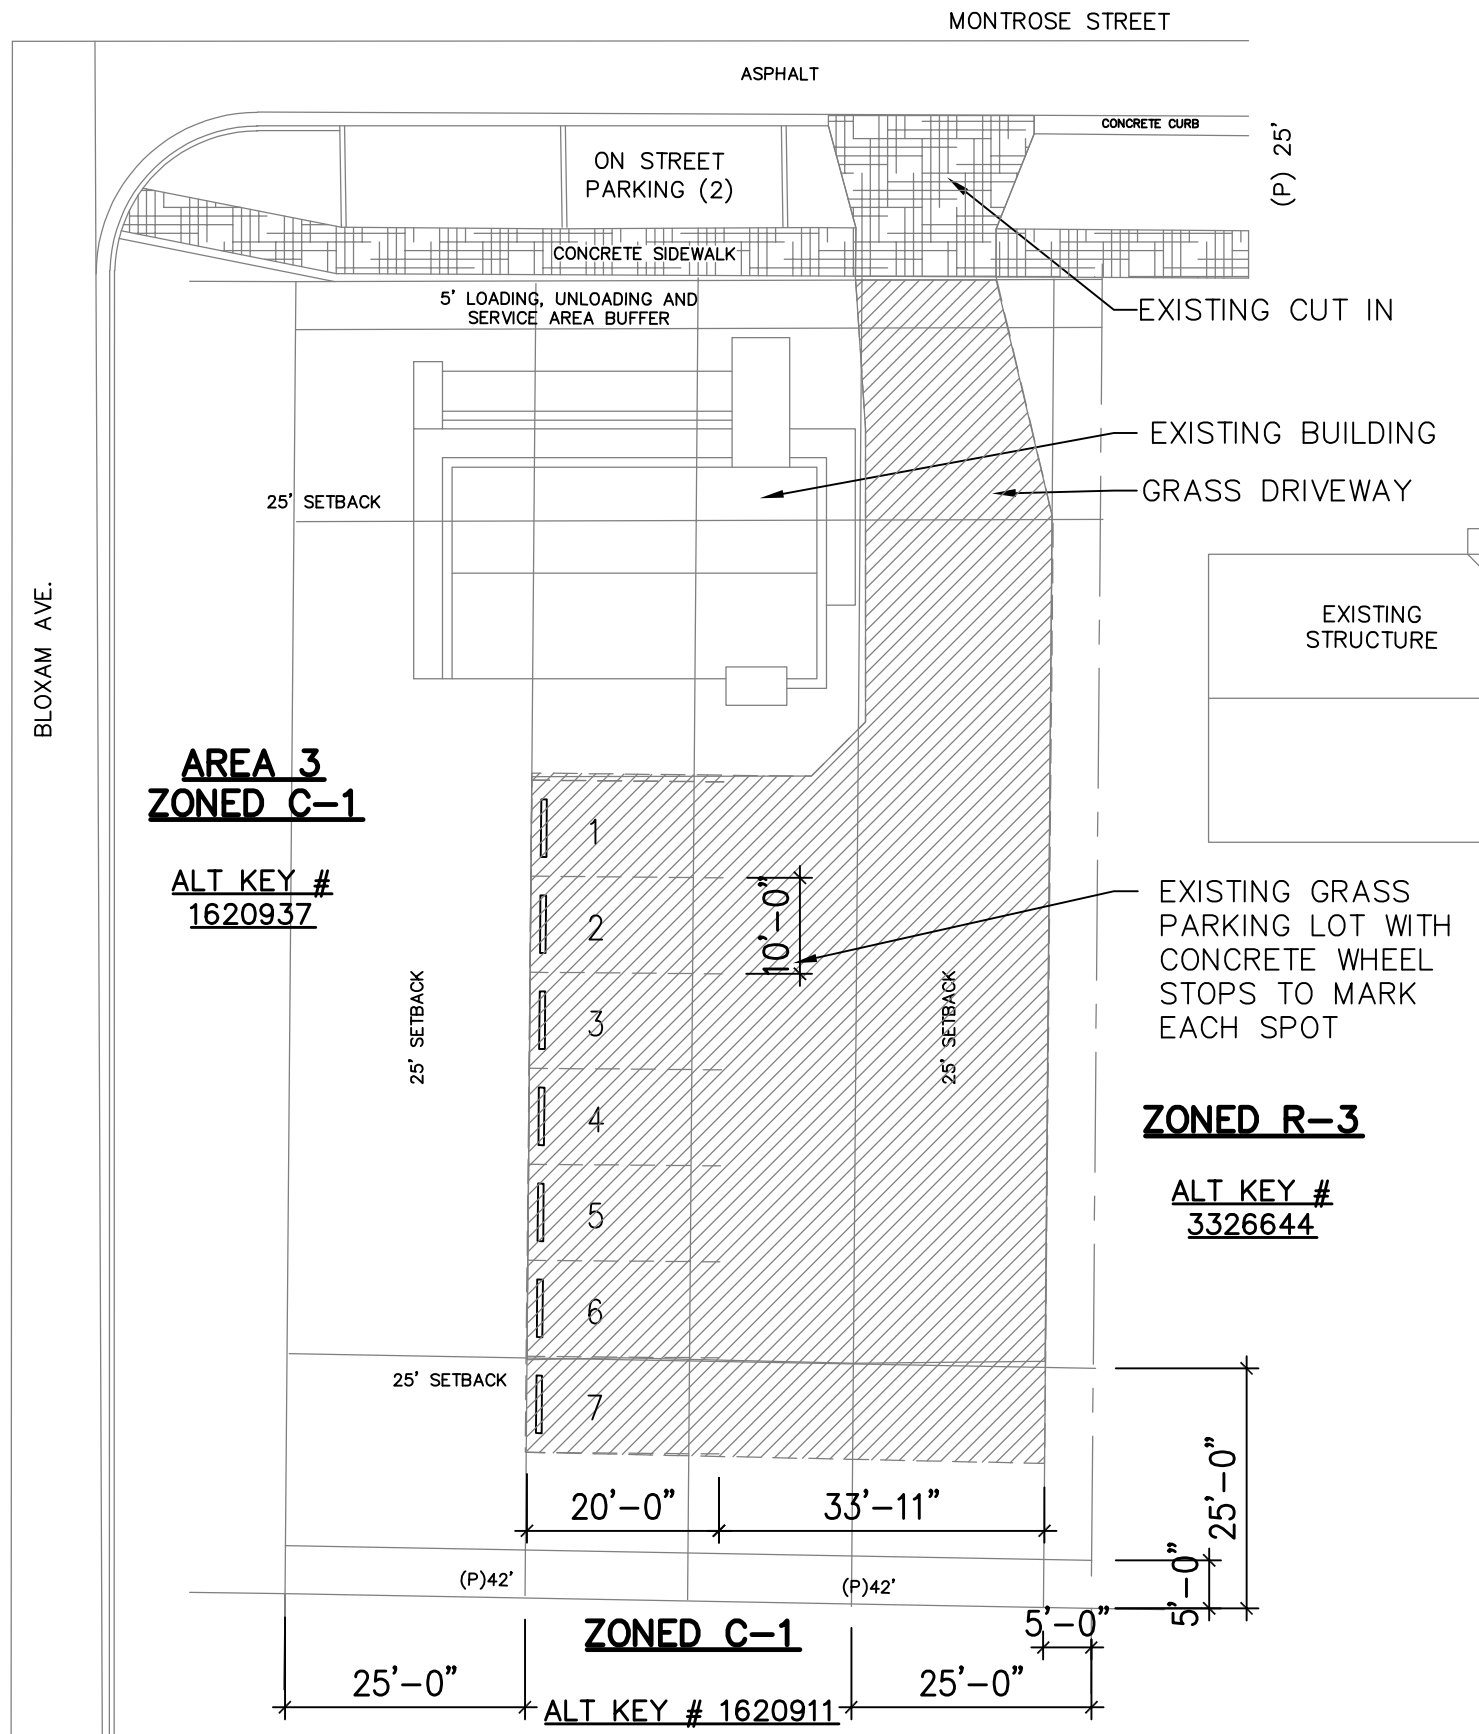 MONTROSE STREET
ASPHALT
CONCRETE CURB
(P) 25'
ON STREET
PARKING (2)
CONCRETE SIDEWALK
5' LOADING, UNLOADING AND
SERVICE AREA BUFFER
EXISTING CUT IN
EXISTING BUILDING
GRASS DRIVEWAY
25' SETBACK
BLOXAM AVE.
EXISTING
STRUCTURE
AREA 3
ZONED C-1
ALT KEY #
1620937
1
2
3
4
5
6
7
10'-0"
EXISTING GRASS
PARKING LOT WITH
CONCRETE WHEEL
STOPS TO MARK
EACH SPOT
25' SETBACK
25' SETBACK
ZONED R-3
ALT KEY #
3326644
25' SETBACK
20'-0"
33'-11"
25'-0"
5'-0"
(P)42'
(P)42'
ZONED C-1
5'-0"
25'-0"
25'-0"
ALT KEY # 1620911